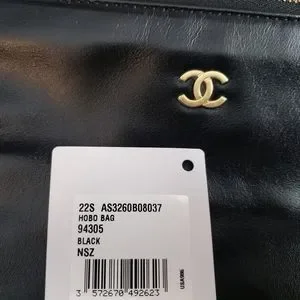 22S AS3260B08037
HOBO BAG
94305
BLACK
NSZ
3 572670 492623